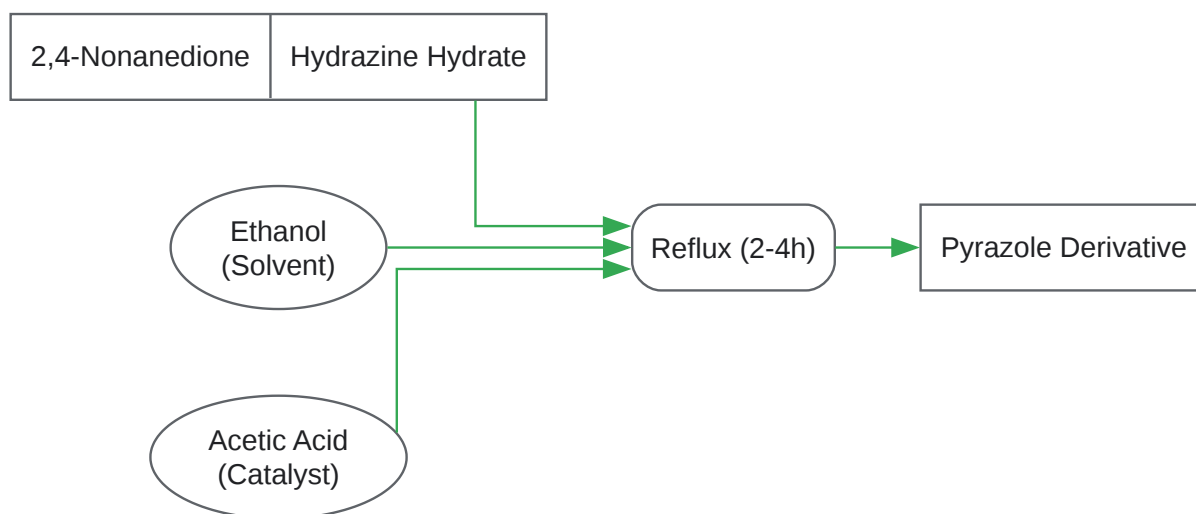 2,4-Nonanedione
Hydrazine Hydrate
Ethanol
(Solvent)
Reflux (2-4h)
Pyrazole Derivative
Acetic Acid
(Catalyst)